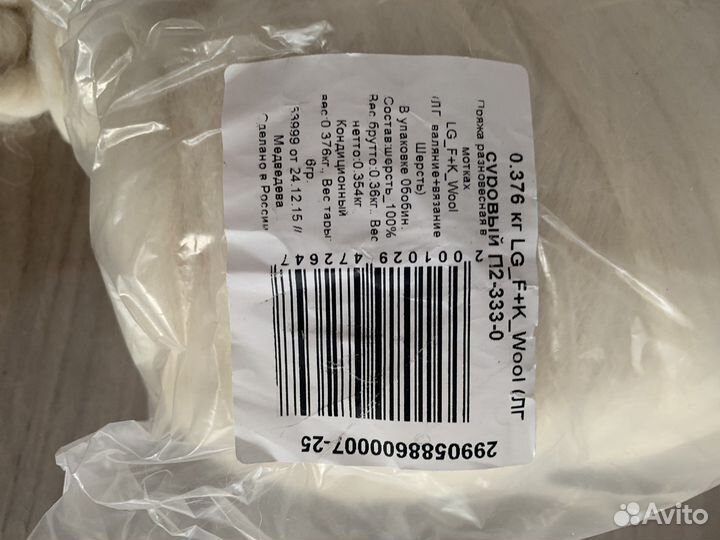 0.376 кг LG_F+K_Wool (ЛГ
суровый П2-333-0
Пряжа разновесная в
мотках
LG_F+K_Wool
(ЛГ валяние+вязание
Шерсть)
В упаковке 0бобин.
Состав:шерсть_100%
Вес брутто:0.36кг.. Вес
нетто:0.354кг.
Кондиционный
вес:0.376кг., Вес тары
6гр.
53999 от 24.12.15 //
Медведева
Сделано в России
2 001029 472647
2990588600007-25
Avito